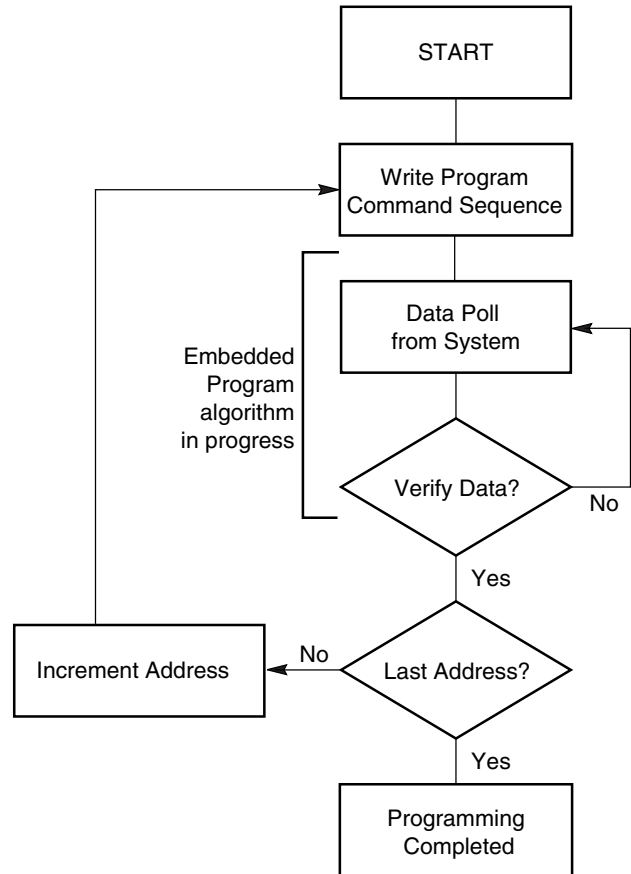 START
Write Program
Command Sequence
Data Poll
from System
Embedded
Program
algorithm
in progress
Verify Data?
No
Yes
Increment Address
No
Last Address?
Yes
Programming
Completed